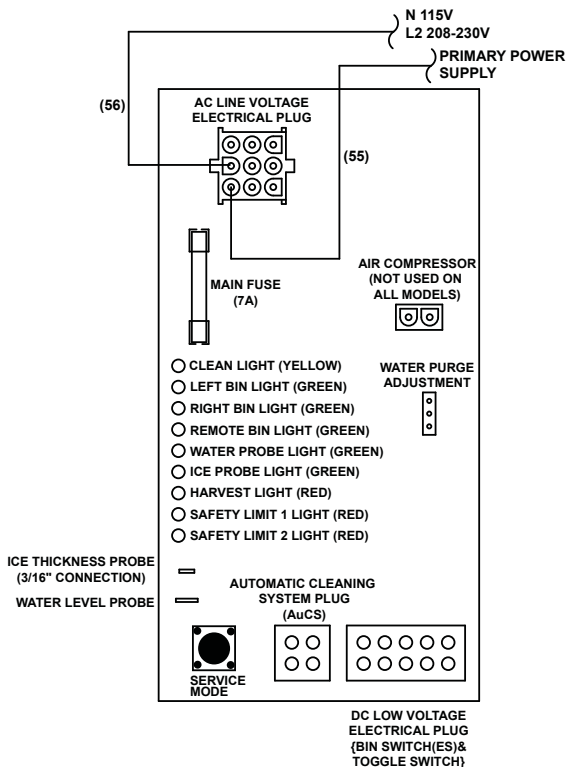 N 115V
L2 208-230V
PRIMARY POWER
SUPPLY
(56)
AC LINE VOLTAGE
ELECTRICAL PLUG
(55)
MAIN FUSE
(7A)
AIR COMPRESSOR
(NOT USED ON
ALL MODELS)
WATER PURGE
ADJUSTMENT
CLEAN LIGHT (YELLOW)
LEFT BIN LIGHT (GREEN)
RIGHT BIN LIGHT (GREEN)
REMOTE BIN LIGHT (GREEN)
WATER PROBE LIGHT (GREEN)
ICE PROBE LIGHT (GREEN)
HARVEST LIGHT (RED)
SAFETY LIMIT 1 LIGHT (RED)
SAFETY LIMIT 2 LIGHT (RED)
ICE THICKNESS PROBE
(3/16" CONNECTION)
WATER LEVEL PROBE
AUTOMATIC CLEANING
SYSTEM PLUG
(AuCS)
SERVICE
MODE
DC LOW VOLTAGE
ELECTRICAL PLUG
{BIN SWITCH(ES)&
TOGGLE SWITCH}